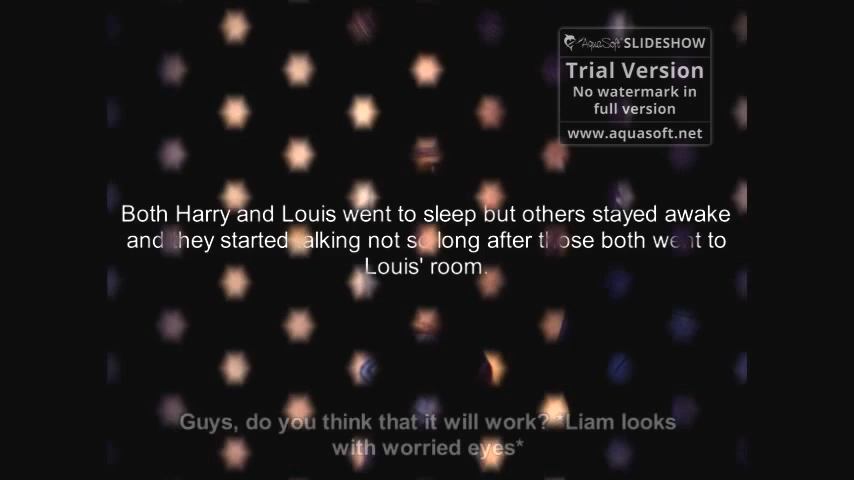 AquaSoft SLIDESHOW
Trial Version
No watermark in
full version
www.aquasoft.net
Both Harry and Louis went to sleep but others stayed awake
and they started talking not so long after those both went to
Louis' room.
Guys, do you think that it will work? *Liam looks
with worried eyes*